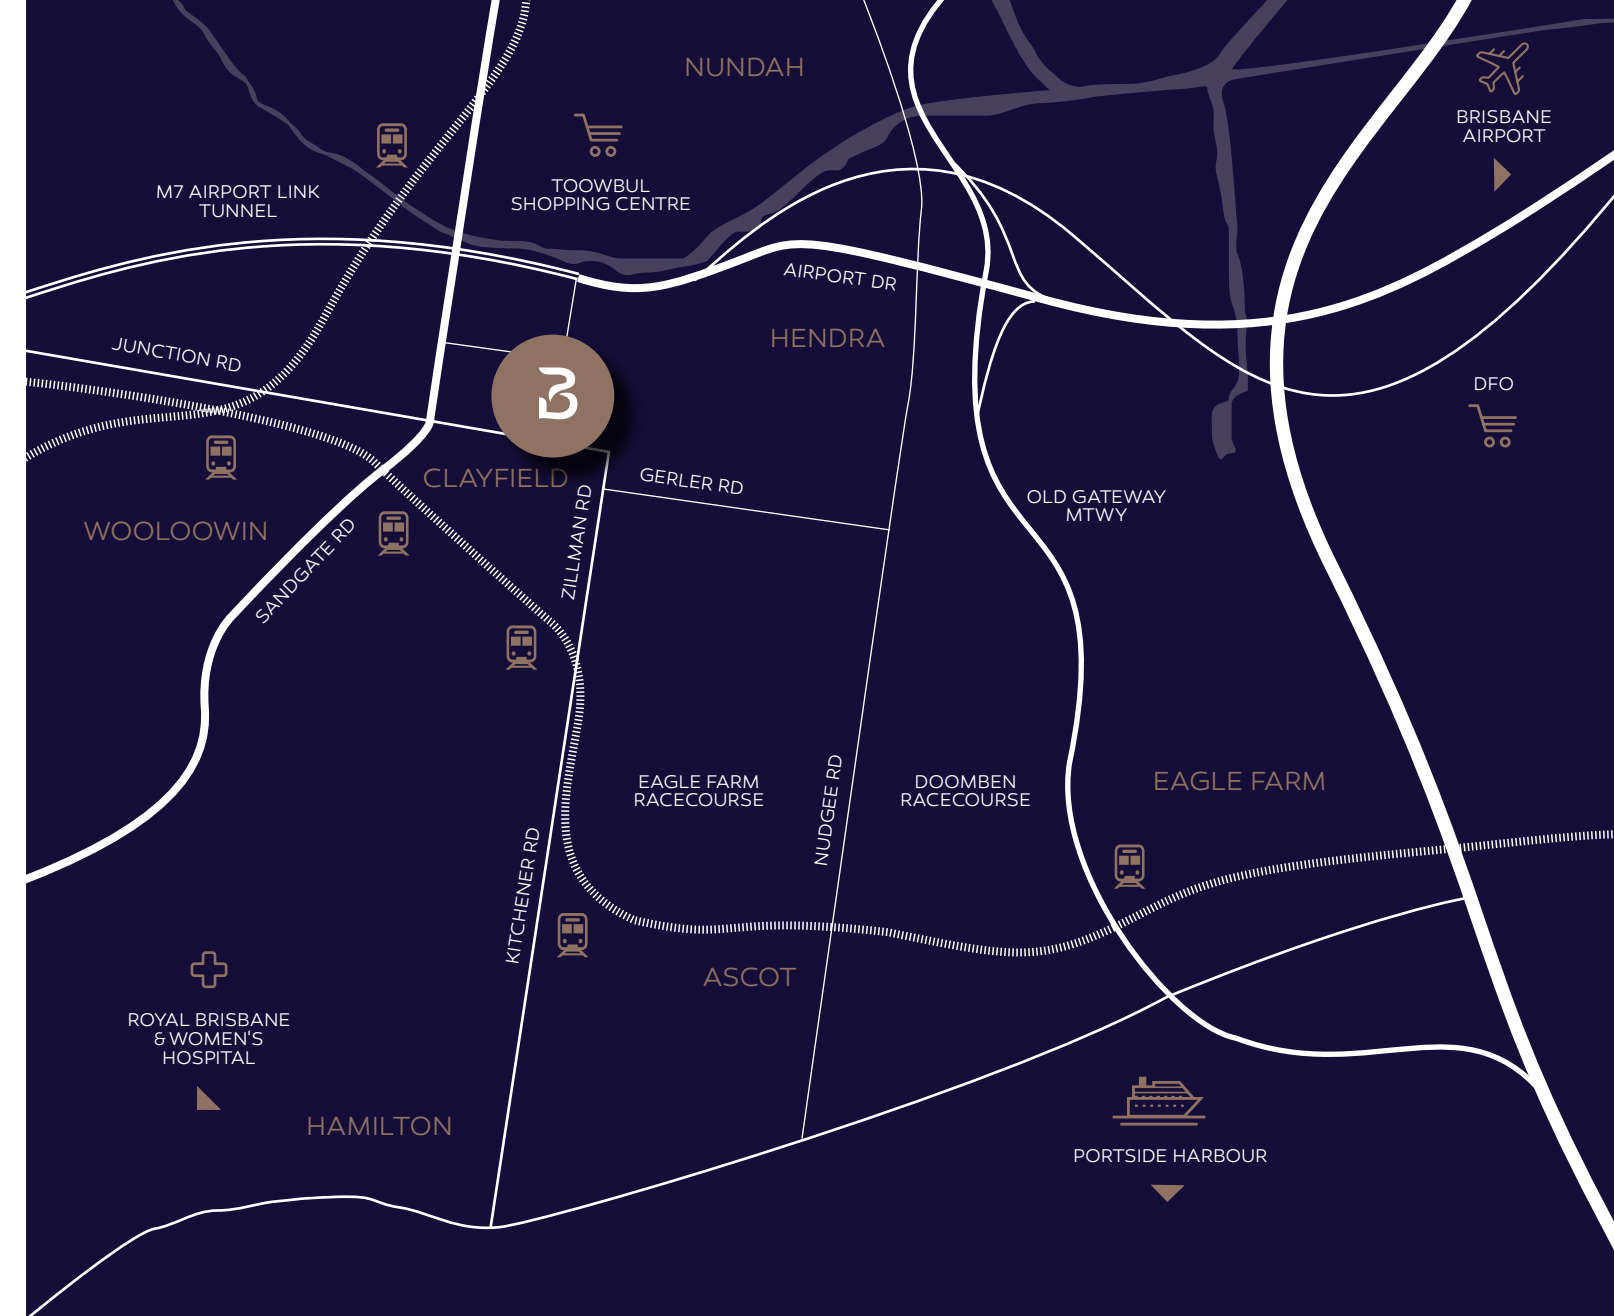 NUNDAH
BRISBANE
AIRPORT
M7 AIRPORT LINK
TUNNEL
TOOWBUL
SHOPPING CENTRE
AIRPORT DR
HENDRA
JUNCTION RD
DFO
B
CLAYFIELD
GERLER RD
OLD GATEWAY
MTWY
WOOLOOWIN
SANDGATE RD
ZILLMAN RD
EAGLE FARM
RACECOURSE
NUDGEE RD
DOOMBEN
RACECOURSE
EAGLE FARM
KITCHENER RD
ASCOT
ROYAL BRISBANE
& WOMEN'S
HOSPITAL
HAMILTON
PORTSIDE HARBOUR